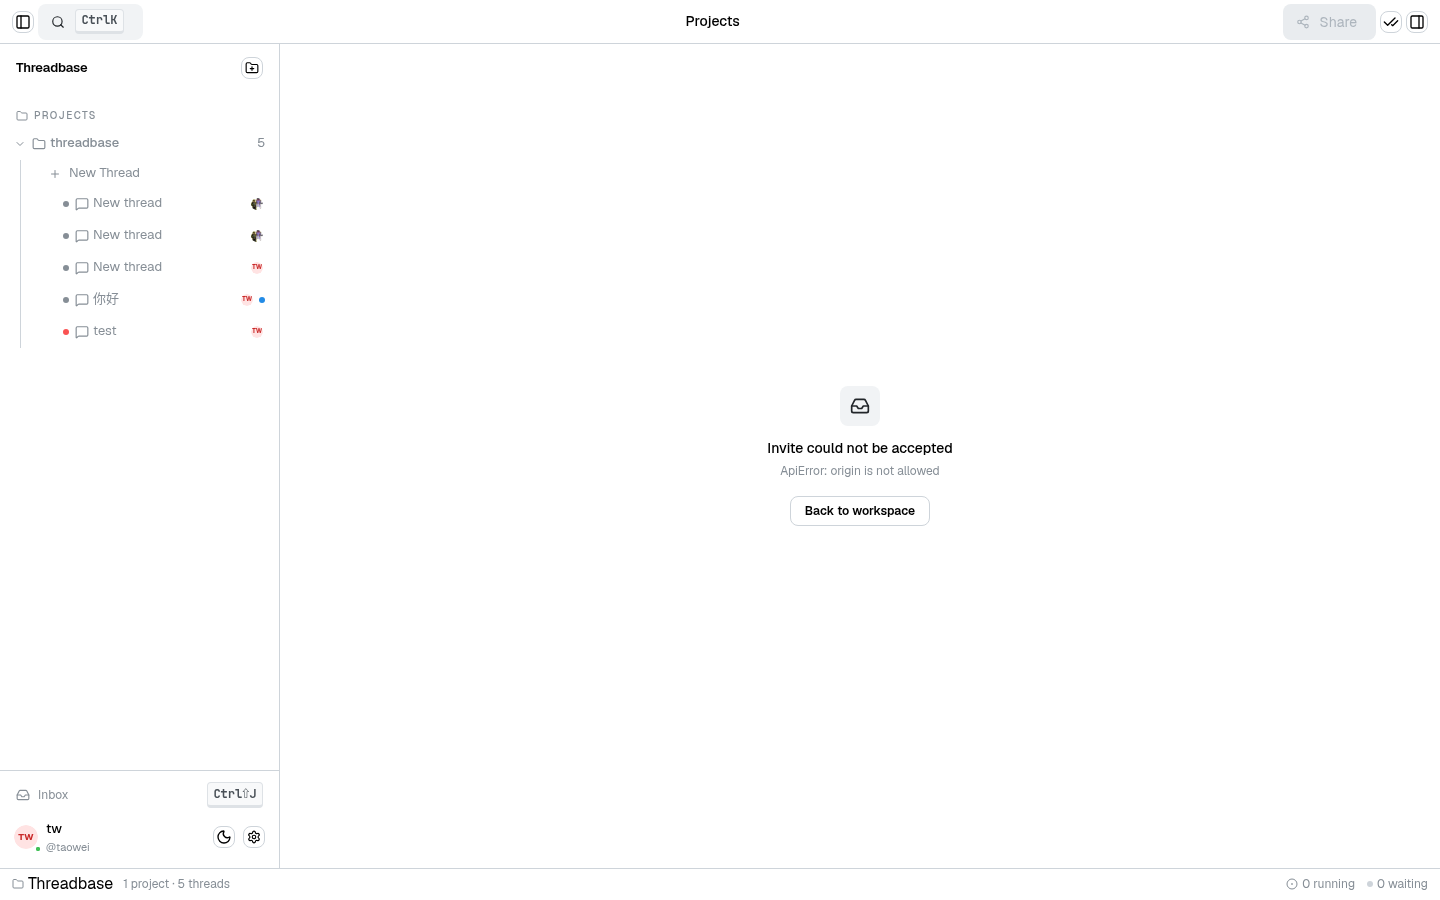 CtrlK
Projects
Share
Threadbase
PROJECTS
threadbase 5
New Thread
New thread
New thread
New thread TW
你好 TW
test TW
Invite could not be accepted
ApiError: origin is not allowed
Back to workspace
Inbox Ctrl⇧J
TW tw
@taowei
Threadbase 1 project · 5 threads 0 running 0 waiting